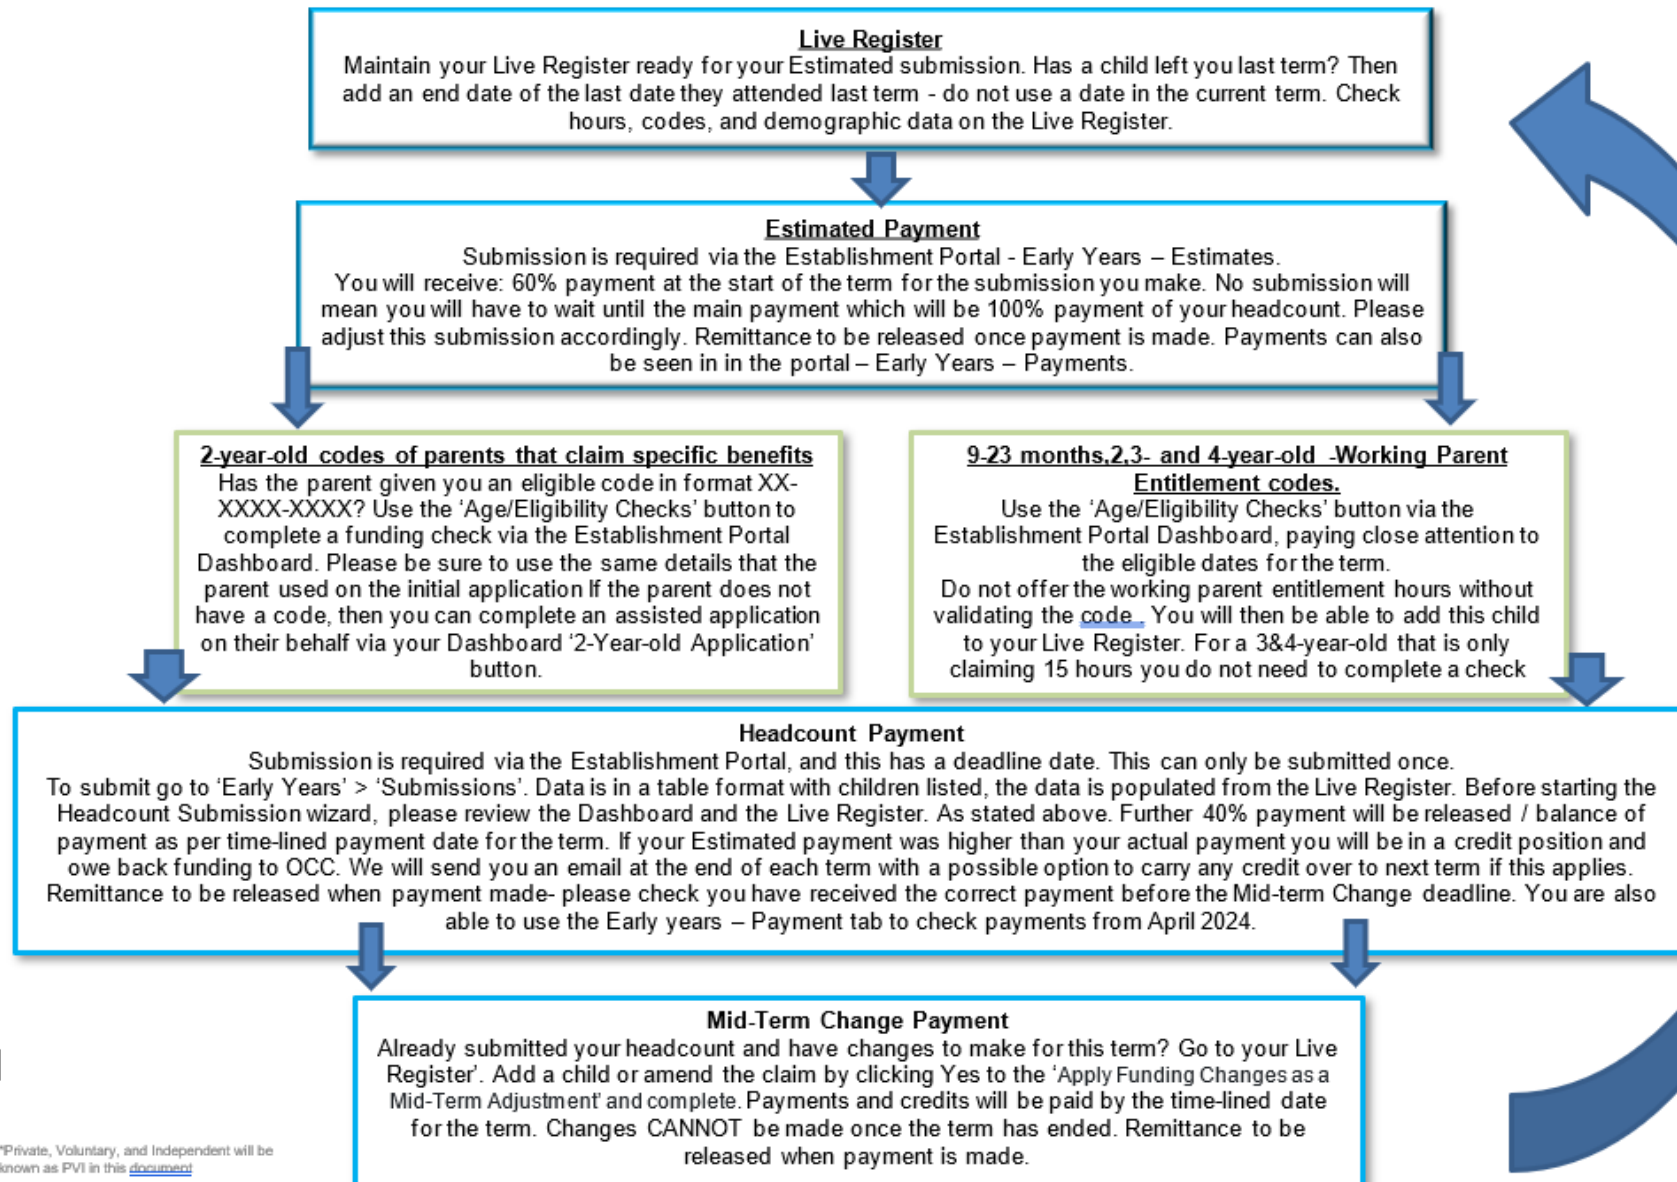 Live Register
Maintain your Live Register ready for your Estimated submission. Has a child left you last term? Then
add an end date of the last date they attended last term - do not use a date in the current term. Check
hours, codes, and demographic data on the Live Register.
Estimated Payment
Submission is required via the Establishment Portal - Early Years – Estimates.
You will receive: 60% payment at the start of the term for the submission you make. No submission will
mean you will have to wait until the main payment which will be 100% payment of your headcount. Please
adjust this submission accordingly. Remittance to be released once payment is made. Payments can also
be seen in in the portal – Early Years – Payments.
2-year-old codes of parents that claim specific benefits
Has the parent given you an eligible code in format XX-
XXXX-XXXX? Use the ‘Age/Eligibility Checks’ button to
complete a funding check via the Establishment Portal
Dashboard. Please be sure to use the same details that the
parent used on the initial application If the parent does not
have a code, then you can complete an assisted application
on their behalf via your Dashboard ‘2-Year-old Application’
button.
9-23 months,2,3- and 4-year-old -Working Parent
Entitlement codes.
Use the ‘Age/Eligibility Checks’ button via the
Establishment Portal Dashboard, paying close attention to
the eligible dates for the term.
Do not offer the working parent entitlement hours without
validating the code . You will then be able to add this child
to your Live Register. For a 3&4-year-old that is only
claiming 15 hours you do not need to complete a check
Headcount Payment
Submission is required via the Establishment Portal, and this has a deadline date. This can only be submitted once.
To submit go to ‘Early Years’ > ‘Submissions’. Data is in a table format with children listed, the data is populated from the Live Register. Before starting the
Headcount Submission wizard, please review the Dashboard and the Live Register. As stated above. Further 40% payment will be released / balance of
payment as per time-lined payment date for the term. If your Estimated payment was higher than your actual payment you will be in a credit position and
owe back funding to OCC. We will send you an email at the end of each term with a possible option to carry any credit over to next term if this applies.
Remittance to be released when payment made- please check you have received the correct payment before the Mid-term Change deadline. You are also
able to use the Early years – Payment tab to check payments from April 2024.
Mid-Term Change Payment
Already submitted your headcount and have changes to make for this term? Go to your Live
Register’. Add a child or amend the claim by clicking Yes to the ‘Apply Funding Changes as a
Mid-Term Adjustment’ and complete. Payments and credits will be paid by the time-lined date
for the term. Changes CANNOT be made once the term has ended. Remittance to be
released when payment is made.
*Private, Voluntary, and Independent will be
known as PVI in this document